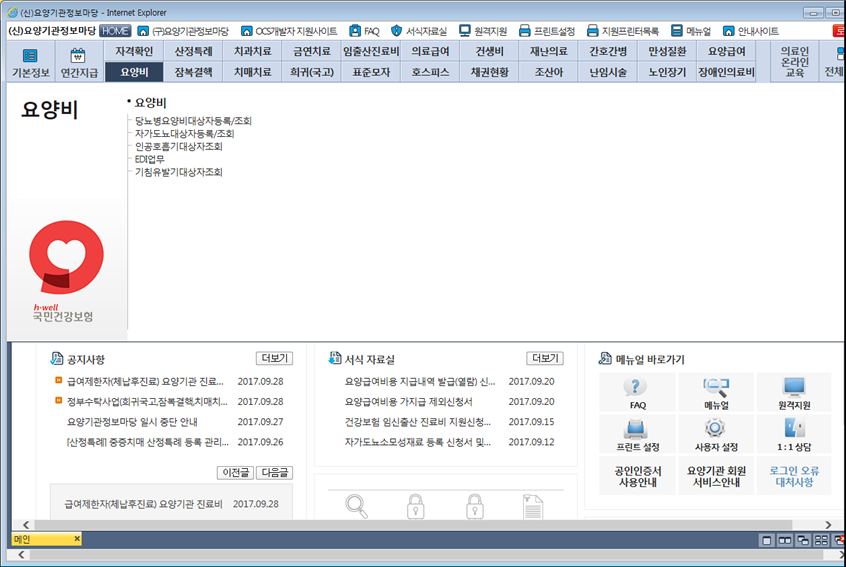 (신)요양기관정보마당 - Internet Explorer
(신)요양기관정보마당 HOME (구)요양기관정보마당 OCS개발자 지원사이트 FAQ 서식자료실 원격지원 프린트설정 지원프린터목록 메뉴얼 안내사이트
기본정보 연간지급 자격확인 산정특례 치과치료 금연치료 임출산진료비 의료급여 건생비 재난의료 간호간병 만성질환 요양급여 의료인 온라인 교육 전체
요양비 잠복결핵 치매치료 희귀(국고) 표준모자 호스피스 채권현황 조산아 난임시술 노인장기 장애인의료비
요양비
요양비
당뇨병요양비대상자등록/조회
자가도뇨대상자등록/조회
인공호흡기대상자조회
EDI업무
기침유발기대상자조회
h·well
국민건강보험
공지사항 더보기
급여제한자(체납후진료) 요양기관 진료... 2017.09.28
정부수탁사업(희귀국고,잠복결핵,치매치... 2017.09.28
요양기관정보마당 일시 중단 안내 2017.09.27
[산정특례] 중증치매 산정특례 등록 관리... 2017.09.26
이전글 다음글
급여제한자(체납후진료) 요양기관 진료비 2017.09.28
서식 자료실 더보기
요양급여비용 지급내역 발급(열람) 신... 2017.09.20
요양급여비용 가지급 제외신청서 2017.09.20
건강보험 임신출산 진료비 지원신청... 2017.09.15
자가도뇨소모성재료 등록 신청서 및... 2017.09.12
메뉴얼 바로가기
FAQ 메뉴얼 원격지원
프린트 설정 사용자 설정 1 : 1 상담
공인인증서 사용안내
요양기관 회원 서비스안내
로그인 오류 대처사항
메인